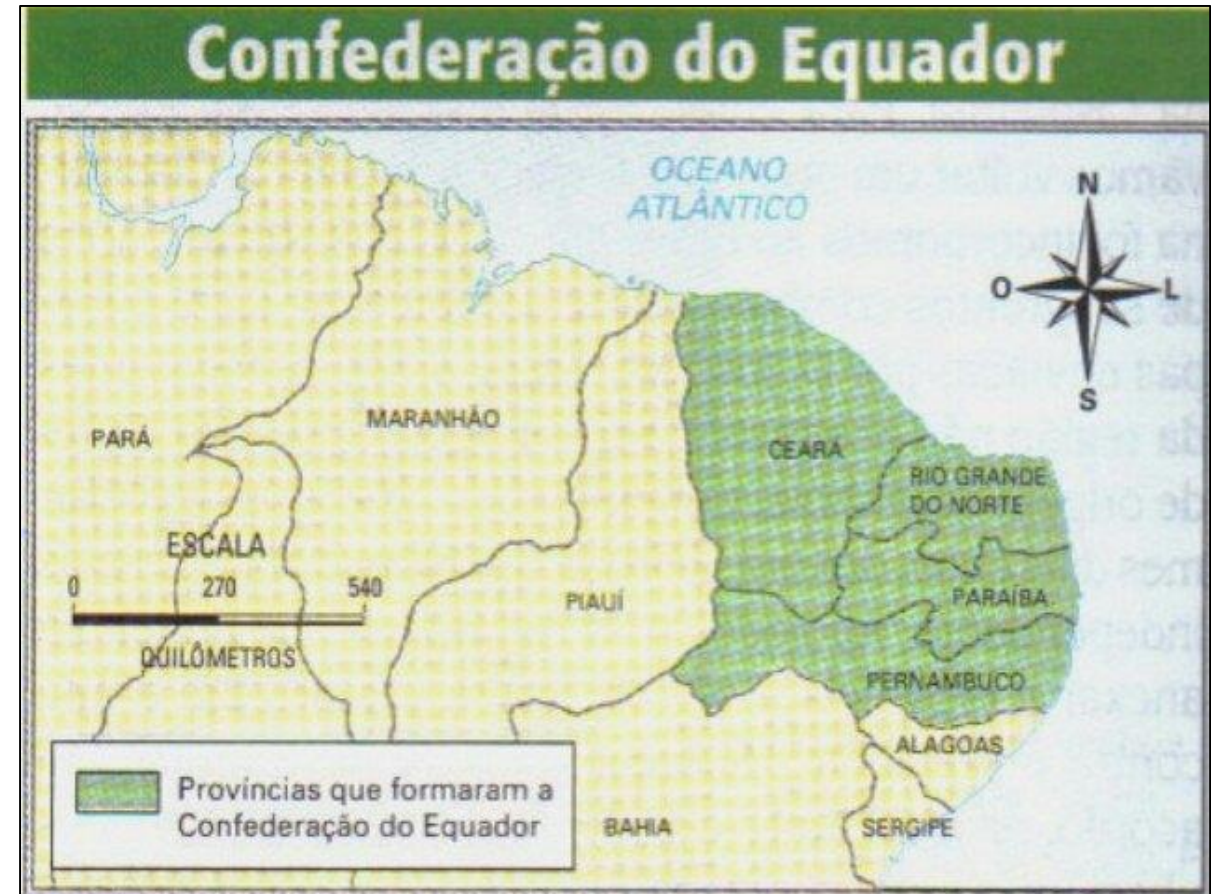 Confederação do Equador
OCEANO
ATLÂNTICO
N
O
L
S
PARÁ
MARANHÃO
CEARÁ
RIO GRANDE
DO NORTE
ESCALA
0 270 540
QUILÔMETROS
PIAUÍ
PARAÍBA
PERNAMBUCO
ALAGOAS
Províncias que formaram a
Confederação do Equador
BAHIA
SERGIPE